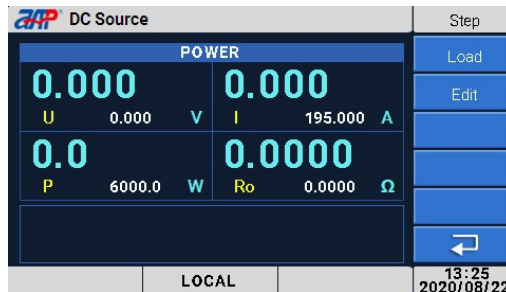 AAP DC Source
Step
POWER
Load
0.000 0.000
Edit
U 0.000 V I 195.000 A
0.0 0.0000
P 6000.0 W Ro 0.0000 Ω
LOCAL
13:25
2020/08/22